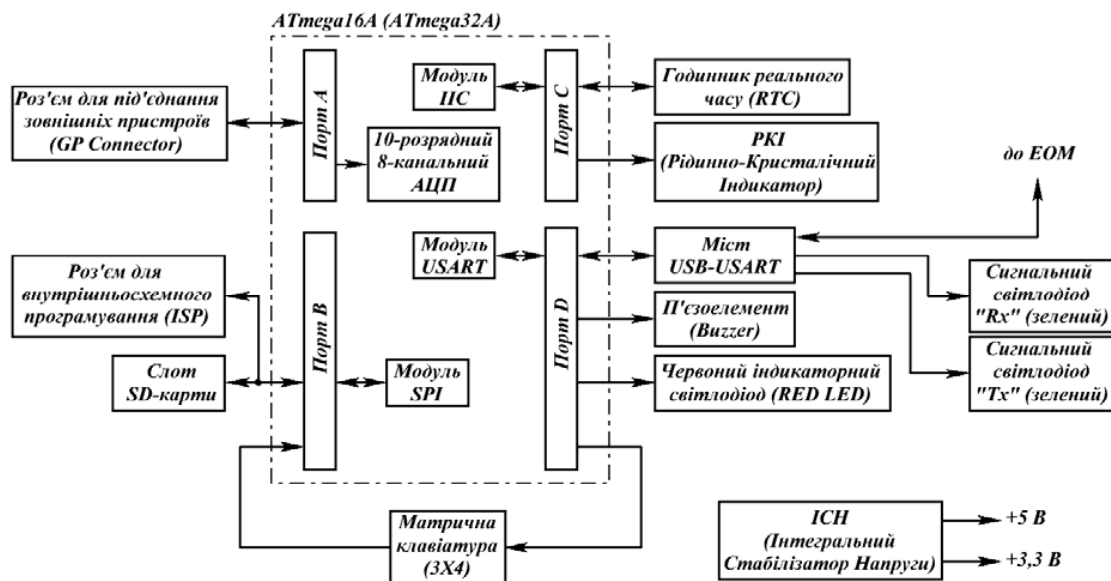 ATmega16A (ATmega32A)
Роз'єм для під'єднання
зовнішніх пристроїв
(GP Connector)
Порт A
Модуль
IIC
10-розрядний
8-канальний
АЦП
Порт C
Годинник реального
часу (RTC)
РКІ
(Рідинно-Кристалічний
Індикатор)
до ЕОМ
Роз'єм для
внутрішньосхемного
програмування (ISP)
Слот
SD-карти
Порт B
Модуль
USART
Модуль
SPI
Порт D
Міст
USB-USART
П'єзоелемент
(Buzzer)
Червоний індикаторний
світлодіод (RED LED)
Сигнальний
світлодіод
"Rx" (зелений)
Сигнальний
світлодіод
"Tx" (зелений)
Матрична
клавіатура
(3X4)
ІСН
(Інтегральний
Стабілізатор Напруги)
+5 В
+3,3 В